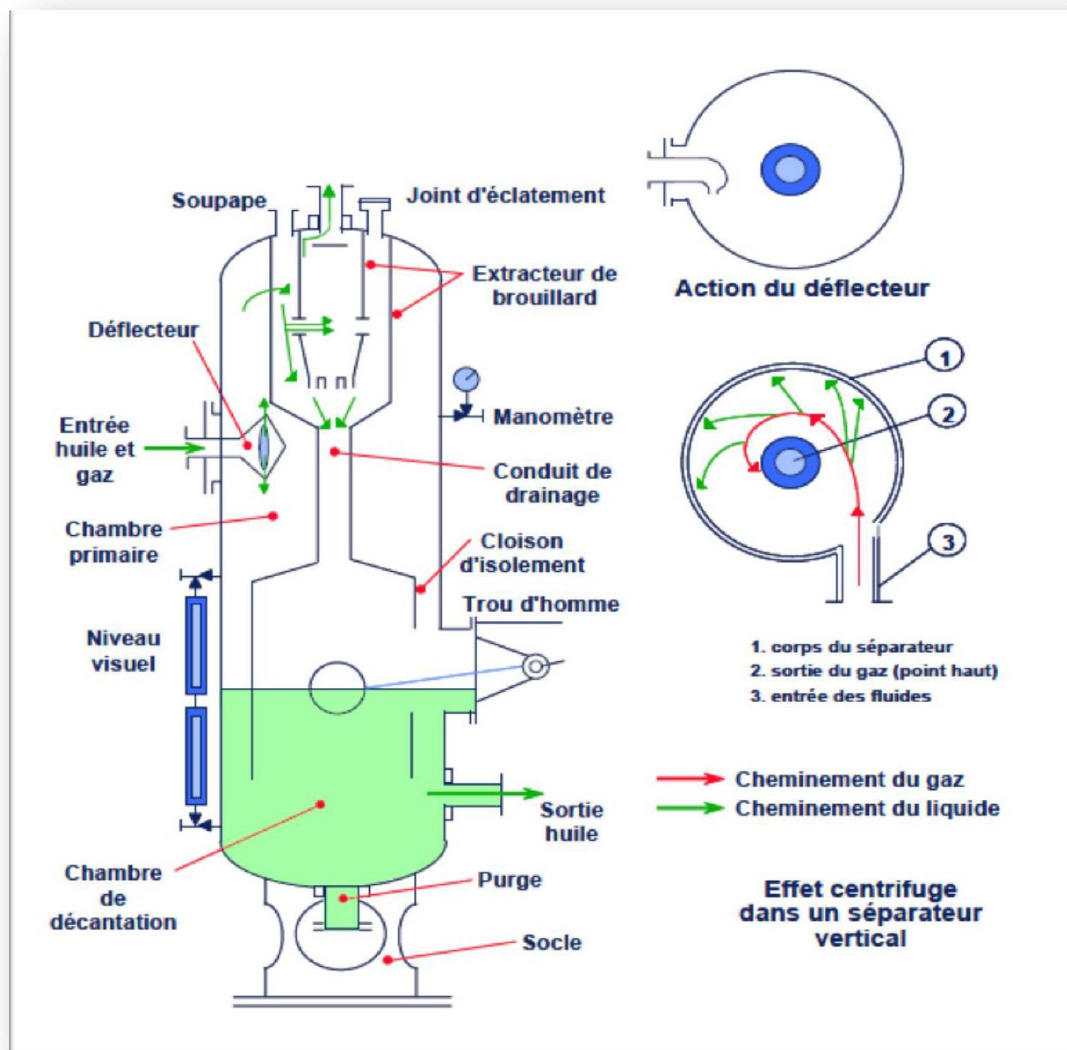 Soupape
Joint d'éclatement
Extracteur de
brouillard
Déflecteur
Entrée
huile et
gaz
Manomètre
Conduit de
drainage
Chambre
primaire
Cloison
d'isolement
Trou d'homme
Niveau
visuel
Sortie
huile
Chambre
de
décantation
Purge
Socle
Action du déflecteur
1
2
3
1. corps du séparateur
2. sortie du gaz (point haut)
3. entrée des fluides
Cheminement du gaz
Cheminement du liquide
Effet centrifuge
dans un séparateur
vertical